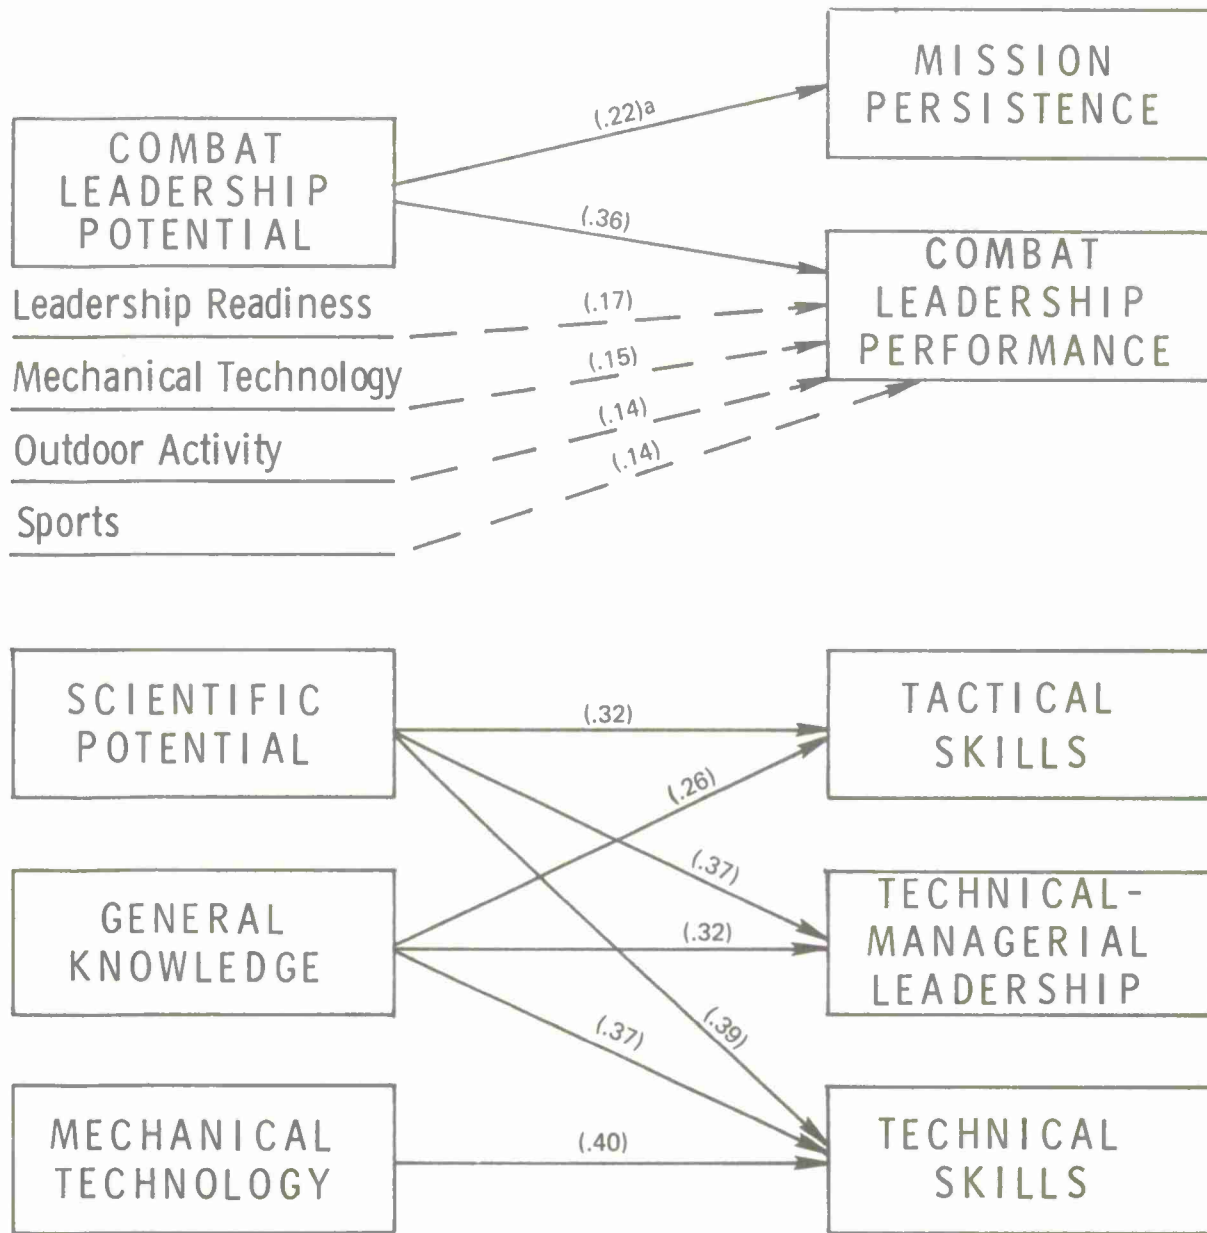 COMBAT
LEADERSHIP
POTENTIAL
(.22)a
MISSION
PERSISTENCE
(.36)
COMBAT
LEADERSHIP
PERFORMANCE
Leadership Readiness
(.17)
Mechanical Technology
(.15)
Outdoor Activity
(.14)
Sports
(.14)
SCIENTIFIC
POTENTIAL
(.32)
TACTICAL
SKILLS
(.26)
(.37)
GENERAL
KNOWLEDGE
(.32)
TECHNICAL-
MANAGERIAL
LEADERSHIP
(.37)
(.39)
MECHANICAL
TECHNOLOGY
(.40)
TECHNICAL
SKILLS